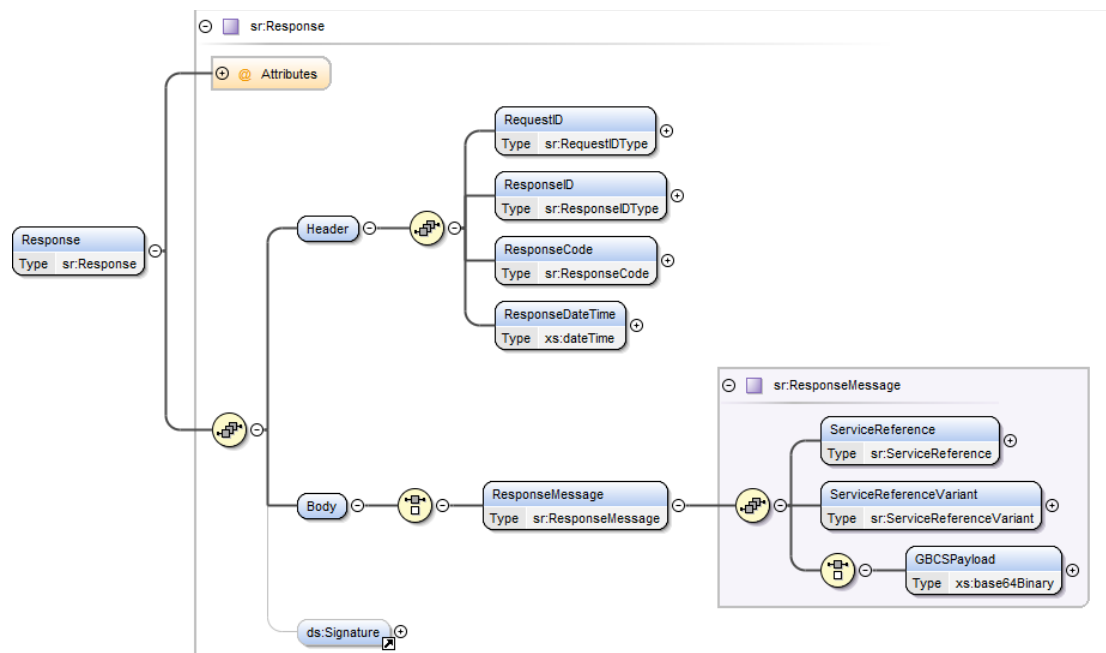 sr:Response
@ Attributes
RequestID
Type sr:RequestIDType
ResponseID
Type sr:ResponseIDType
Header
ResponseCode
Type sr:ResponseCode
Response
Type sr:Response
ResponseDateTime
Type xs:dateTime
sr:ResponseMessage
ServiceReference
Type sr:ServiceReference
Body
ResponseMessage
Type sr:ResponseMessage
ServiceReferenceVariant
Type sr:ServiceReferenceVariant
GBCSPayload
Type xs:base64Binary
ds:Signature